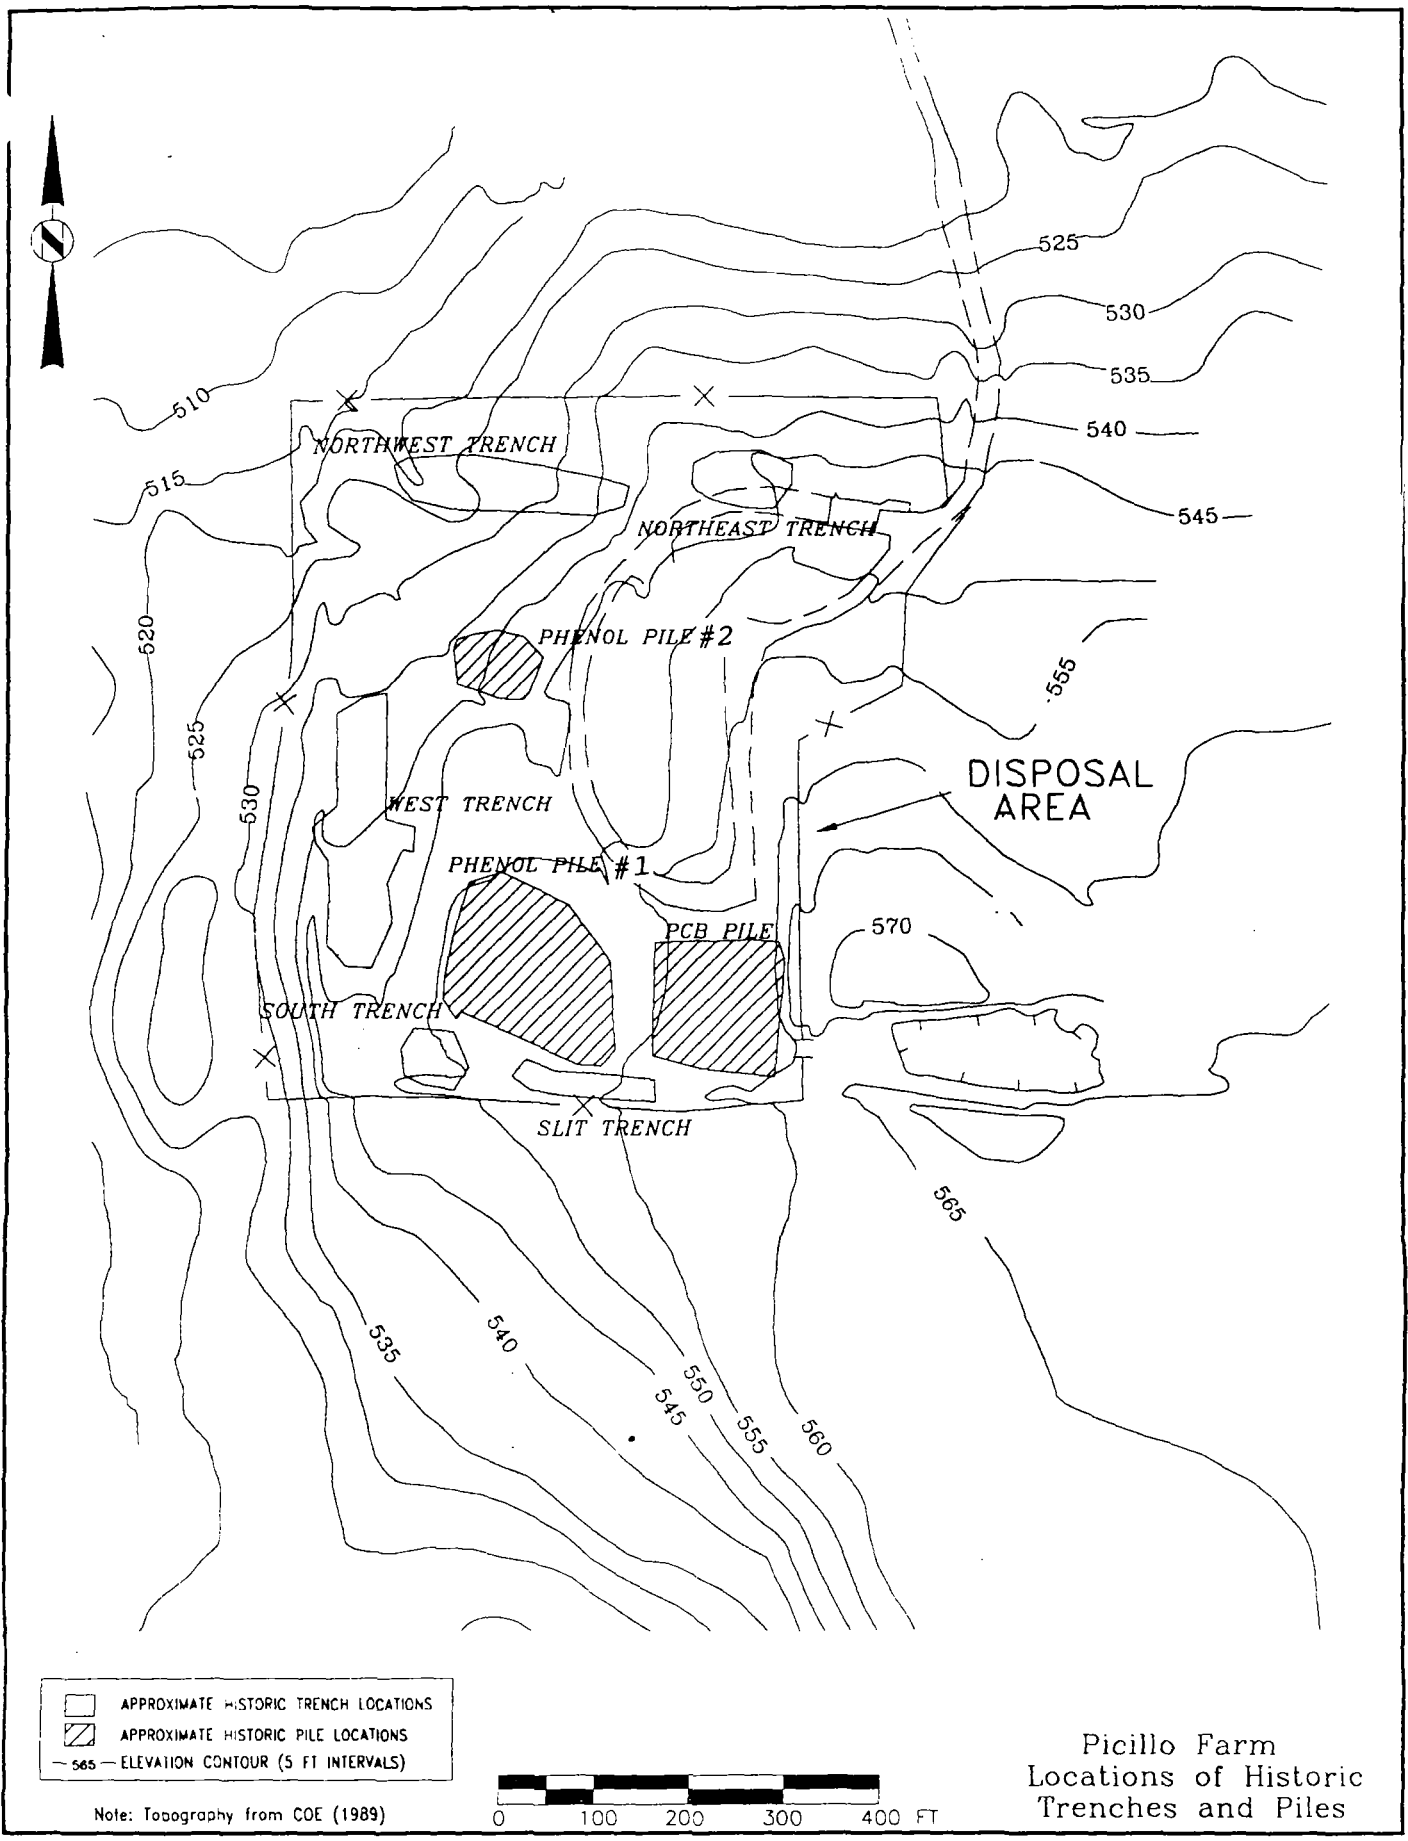 N
525
530
535
510
540
NORTHWEST TRENCH
515
545
NORTHEAST TRENCH
520
PHENOL PILE #2
555
525
DISPOSAL
AREA
530
WEST TRENCH
PHENOL PILE #1
570
PCB PILE
SOUTH TRENCH
SLIT TRENCH
565
535
540
550
545
555
560
APPROXIMATE HISTORIC TRENCH LOCATIONS
APPROXIMATE HISTORIC PILE LOCATIONS
565 ELEVATION CONTOUR (5 FT INTERVALS)
Note: Topography from COE (1989)
0 100 200 300 400 FT
Picillo Farm
Locations of Historic
Trenches and Piles